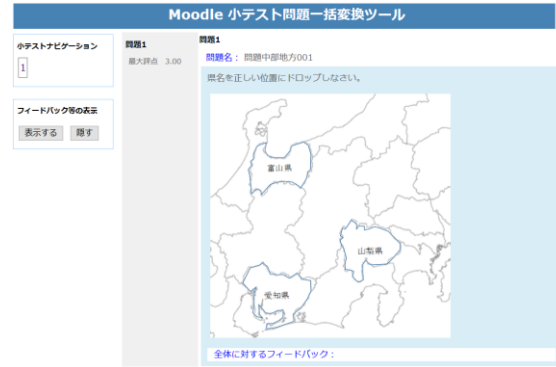 Moodle 小テスト問題一括変換ツール
小テストナビゲーション
1
フィードバック等の表示
表示する 隠す
問題1
最大評点 3.00
問題1
問題名： 問題中部地方001
県名を正しい位置にドロップしなさい。
富山県
山梨県
愛知県
全体に対するフィードバック：